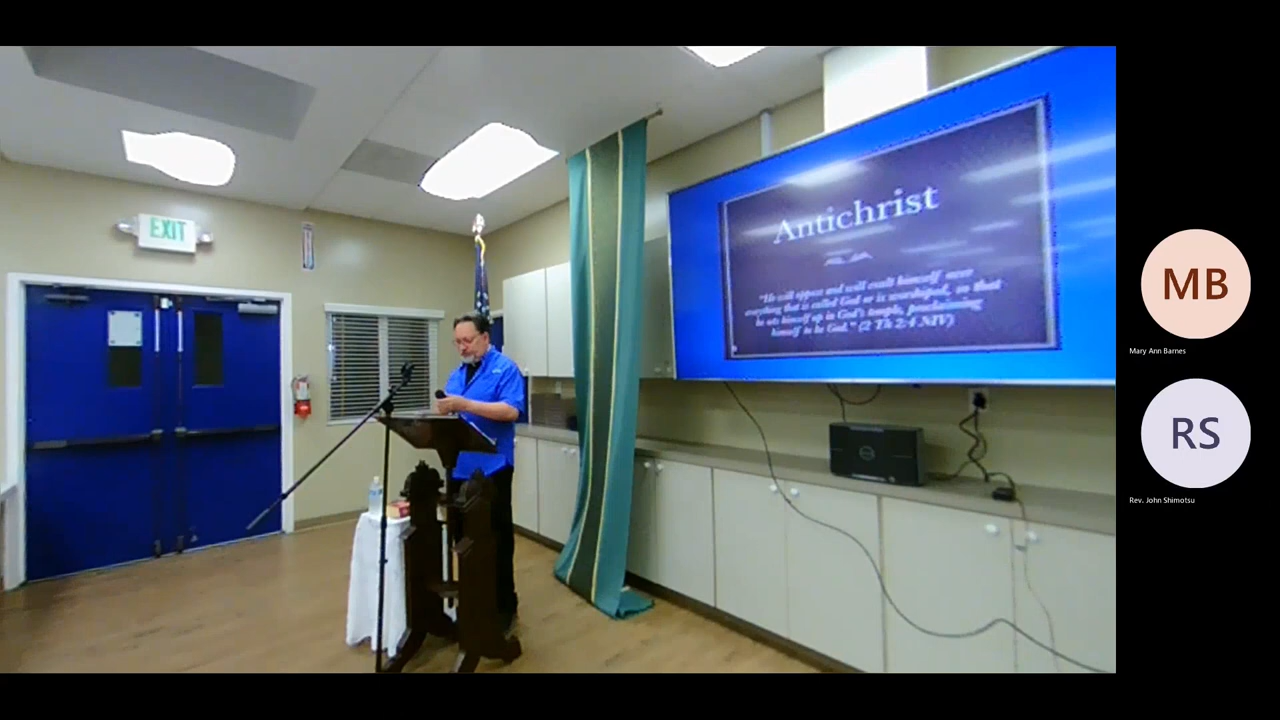 EXIT
Antichrist
"He will oppose and will exalt himself over
everything that is called God or is worshiped, so that
he sets himself up in God's temple, proclaiming
himself to be God." (2 Th 2:4 NIV)
DELL
MB
Mary Ann Barnes
RS
Rev. John Shimotsu